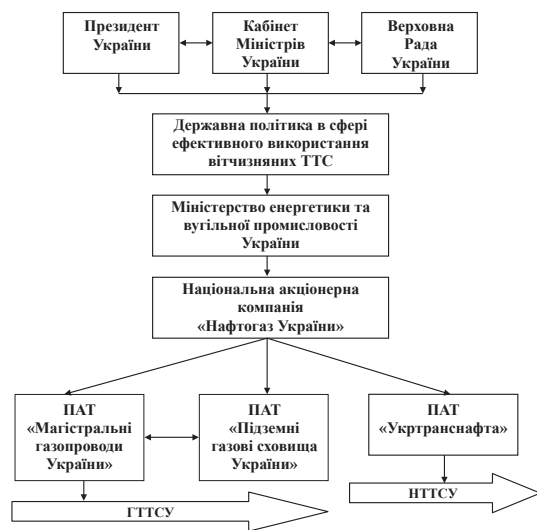 Президент
України
Кабінет
Міністрів
України
Верховна
Рада
України
Державна політика в сфері
ефективного використання
вітчизняних ТТС
Міністерство енергетики та
вугільної промисловості
України
Національна акціонерна
компанія
«Нафтогаз України»
ПАТ
«Магістральні
газопроводи
України»
ПАТ
«Підземні
газові сховища
України»
ПАТ
«Укртранснафта»
ГТТСУ
НТТСУ